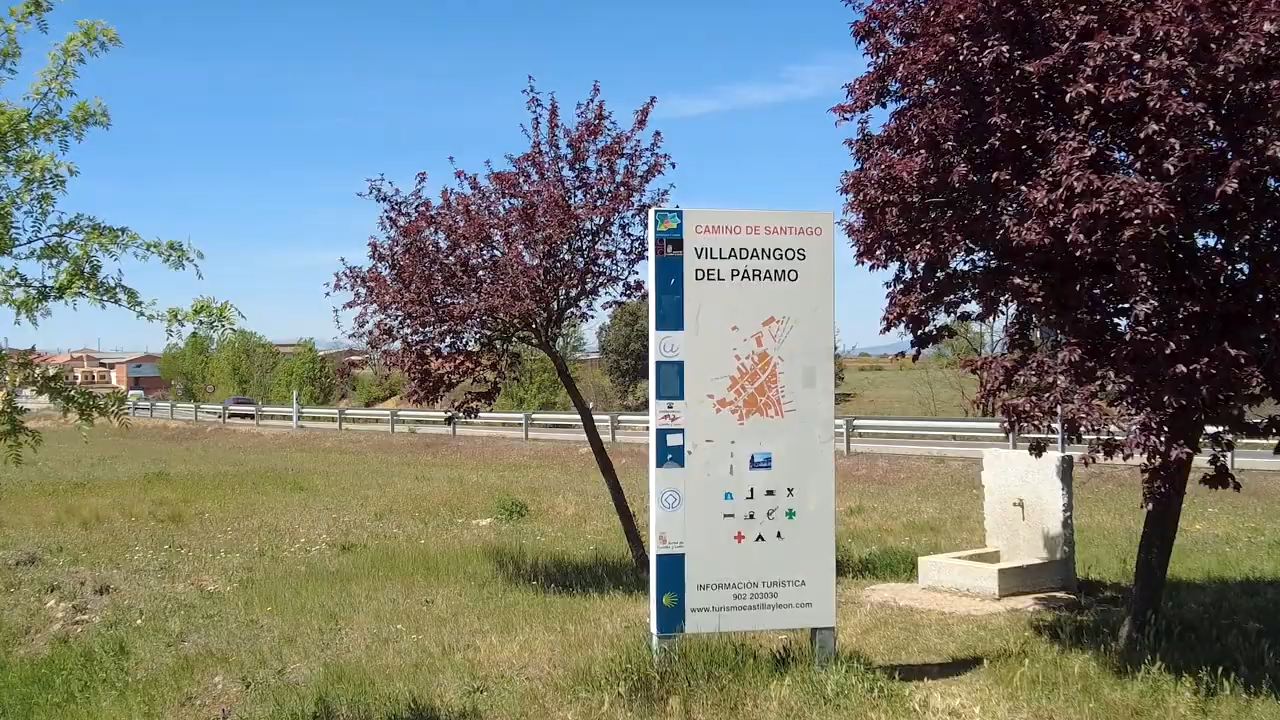 CAMINO DE SANTIAGO
VILLADANGOS
DEL PÁRAMO
INFORMACIÓN TURÍSTICA
902 203030
www.turismocastillayleon.com